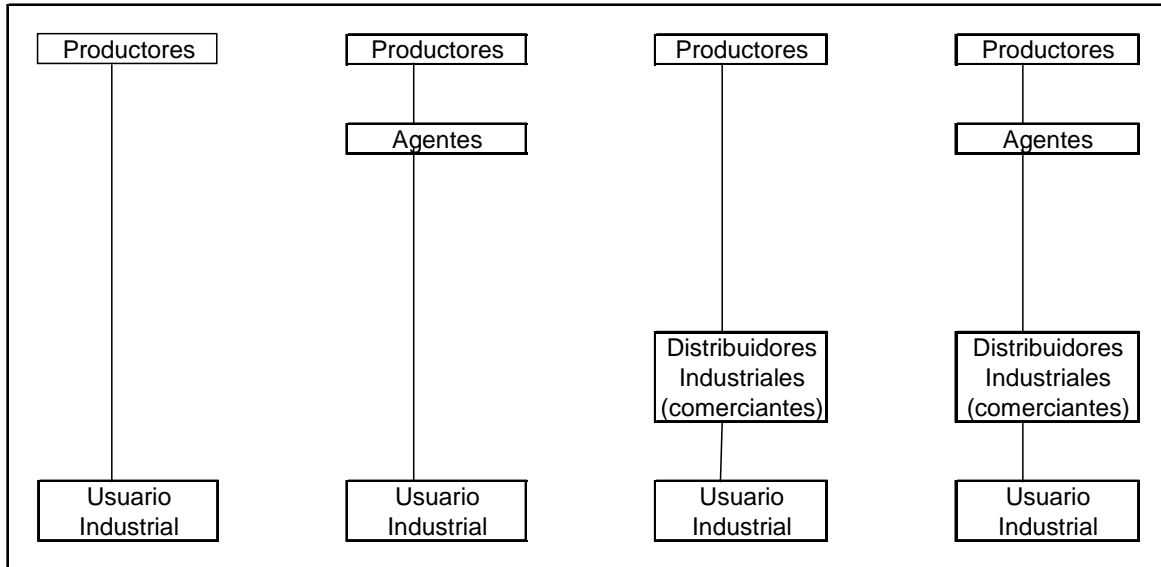 Productores
Productores
Productores
Productores
Agentes
Agentes
Distribuidores
Industriales
(comerciantes)
Distribuidores
Industriales
(comerciantes)
Usuario
Industrial
Usuario
Industrial
Usuario
Industrial
Usuario
Industrial